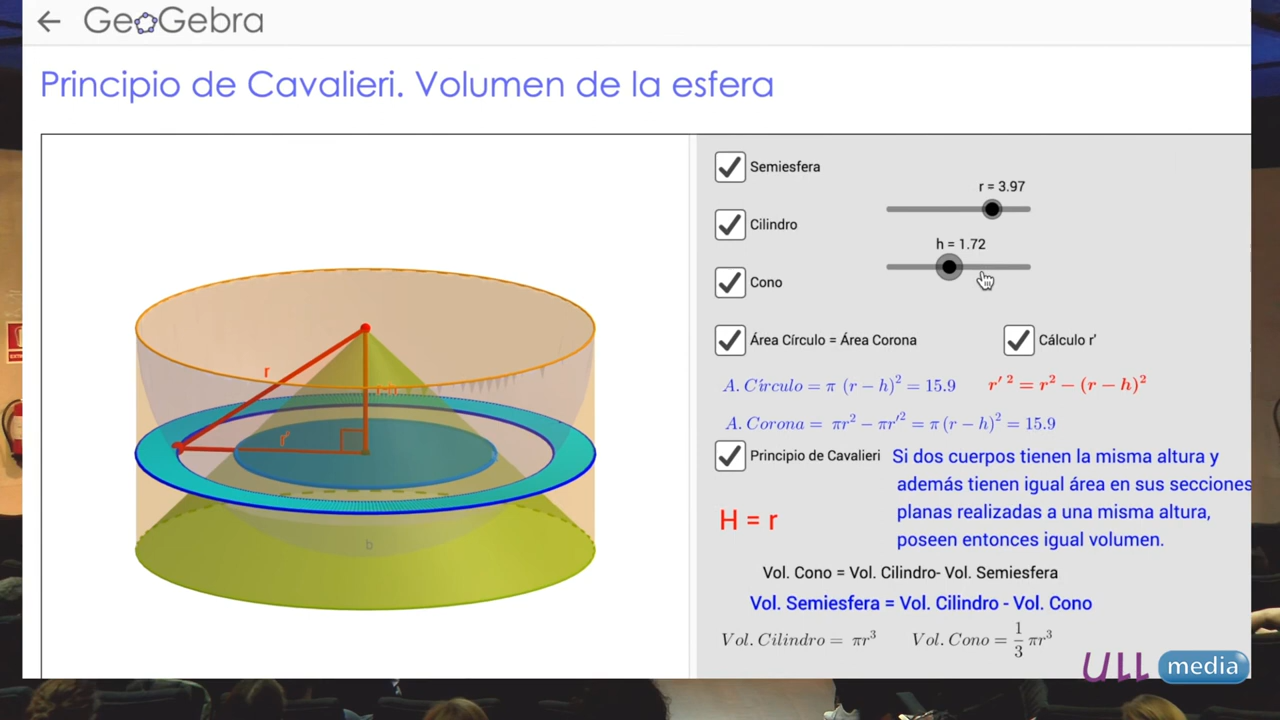 GeoGebra
Principio de Cavalieri. Volumen de la esfera
Semiesfera
r = 3.97
Cilindro
h = 1.72
Cono
Área Círculo = Área Corona
Cálculo r'
A. Círculo = π (r − h)² = 15.9
r′ ² = r² − (r − h)²
A. Corona = πr² − πr′² = π (r − h)² = 15.9
Principio de Cavalieri
Si dos cuerpos tienen la misma altura y
además tienen igual área en sus secciones
planas realizadas a una misma altura,
poseen entonces igual volumen.
H = r
Vol. Cono = Vol. Cilindro- Vol. Semiesfera
Vol. Semiesfera = Vol. Cilindro - Vol. Cono
Vol. Cilindro = πr³
Vol. Cono = 1/3 πr³
r
r'
b
ULL media